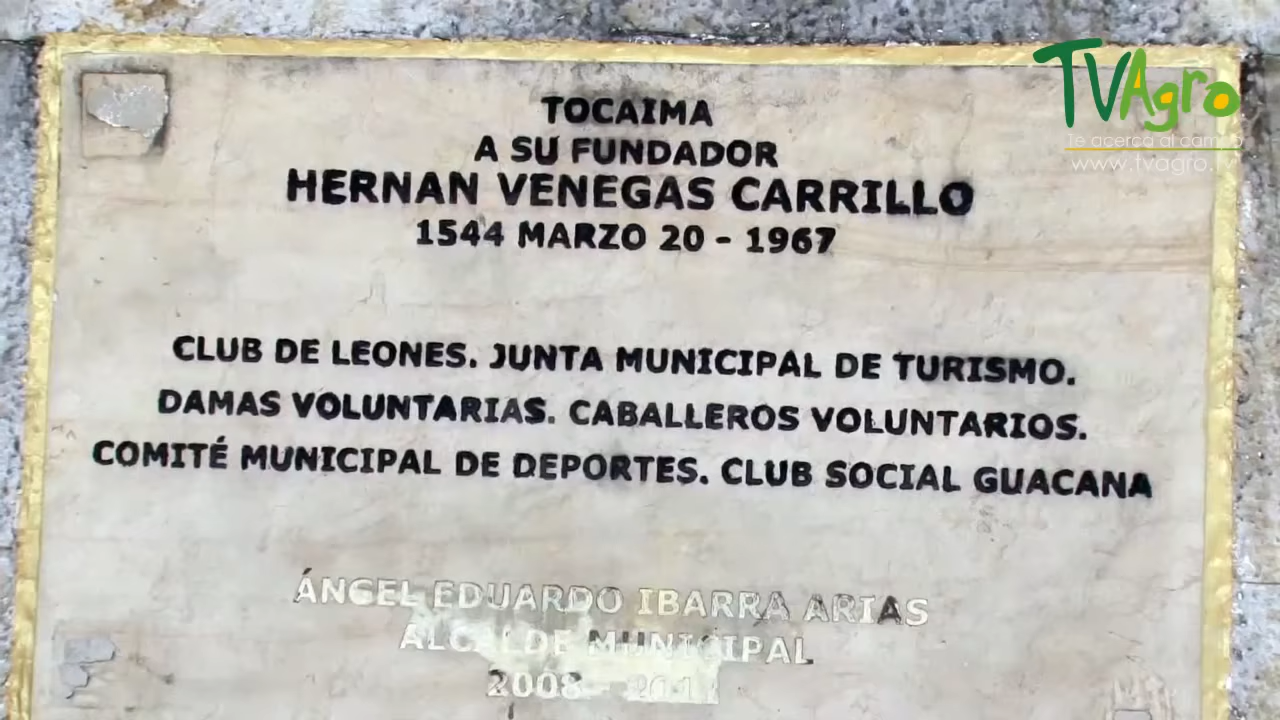 TVAgro
Te acerca al campo
www.tvagro.tv
TOCAIMA
A SU FUNDADOR
HERNAN VENEGAS CARRILLO
1544 MARZO 20 - 1967
CLUB DE LEONES. JUNTA MUNICIPAL DE TURISMO.
DAMAS VOLUNTARIAS. CABALLEROS VOLUNTARIOS.
COMITÉ MUNICIPAL DE DEPORTES. CLUB SOCIAL GUACANA
ÁNGEL EDUARDO IBARRA ARIAS
ALCALDE MUNICIPAL
2008 -